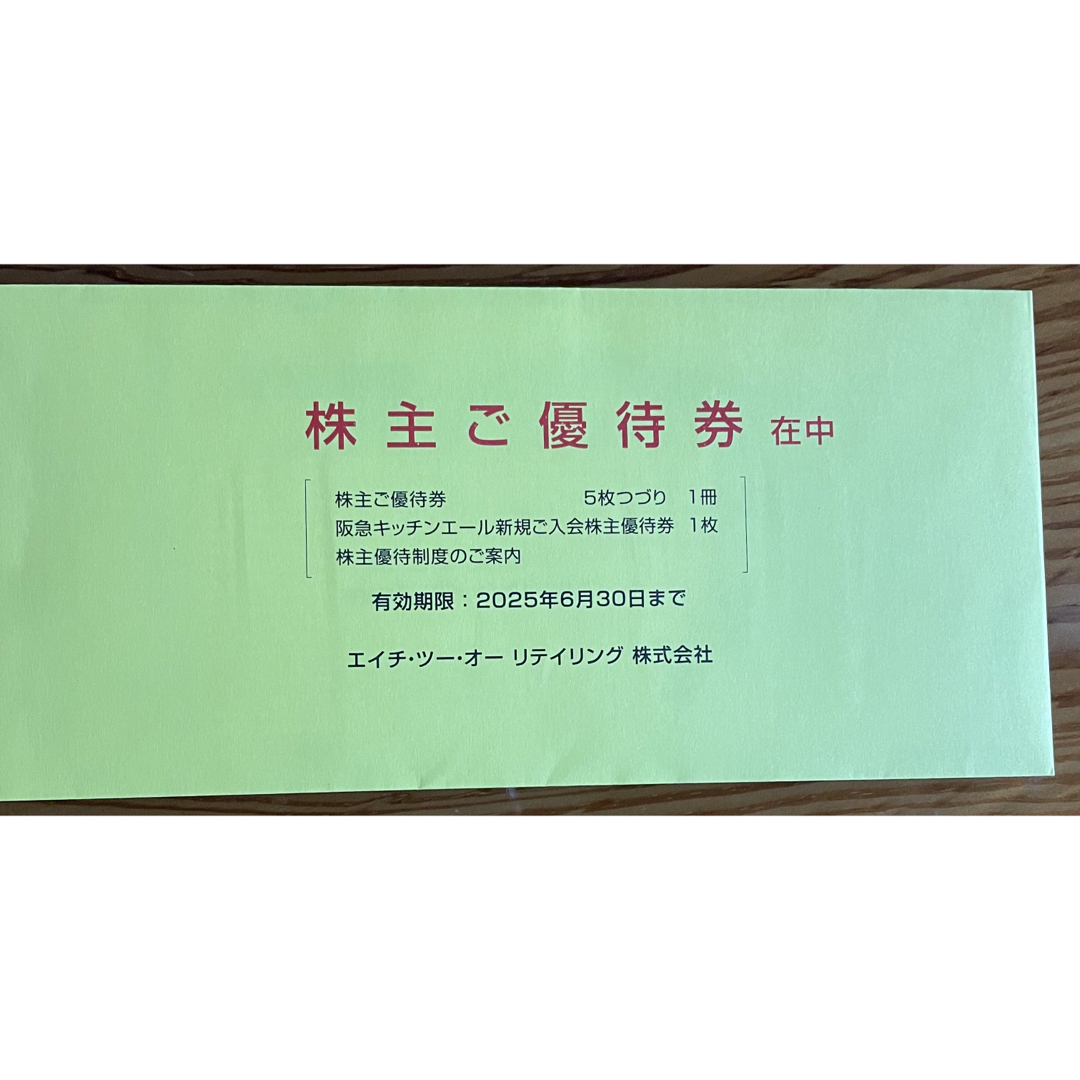 株主ご優待券 在中
株主ご優待券 5枚つづり 1冊
阪急キッチンエール新規ご入会株主優待券 1枚
株主優待制度のご案内
有効期限：2025年6月30日まで
エイチ・ツー・オー リテイリング 株式会社